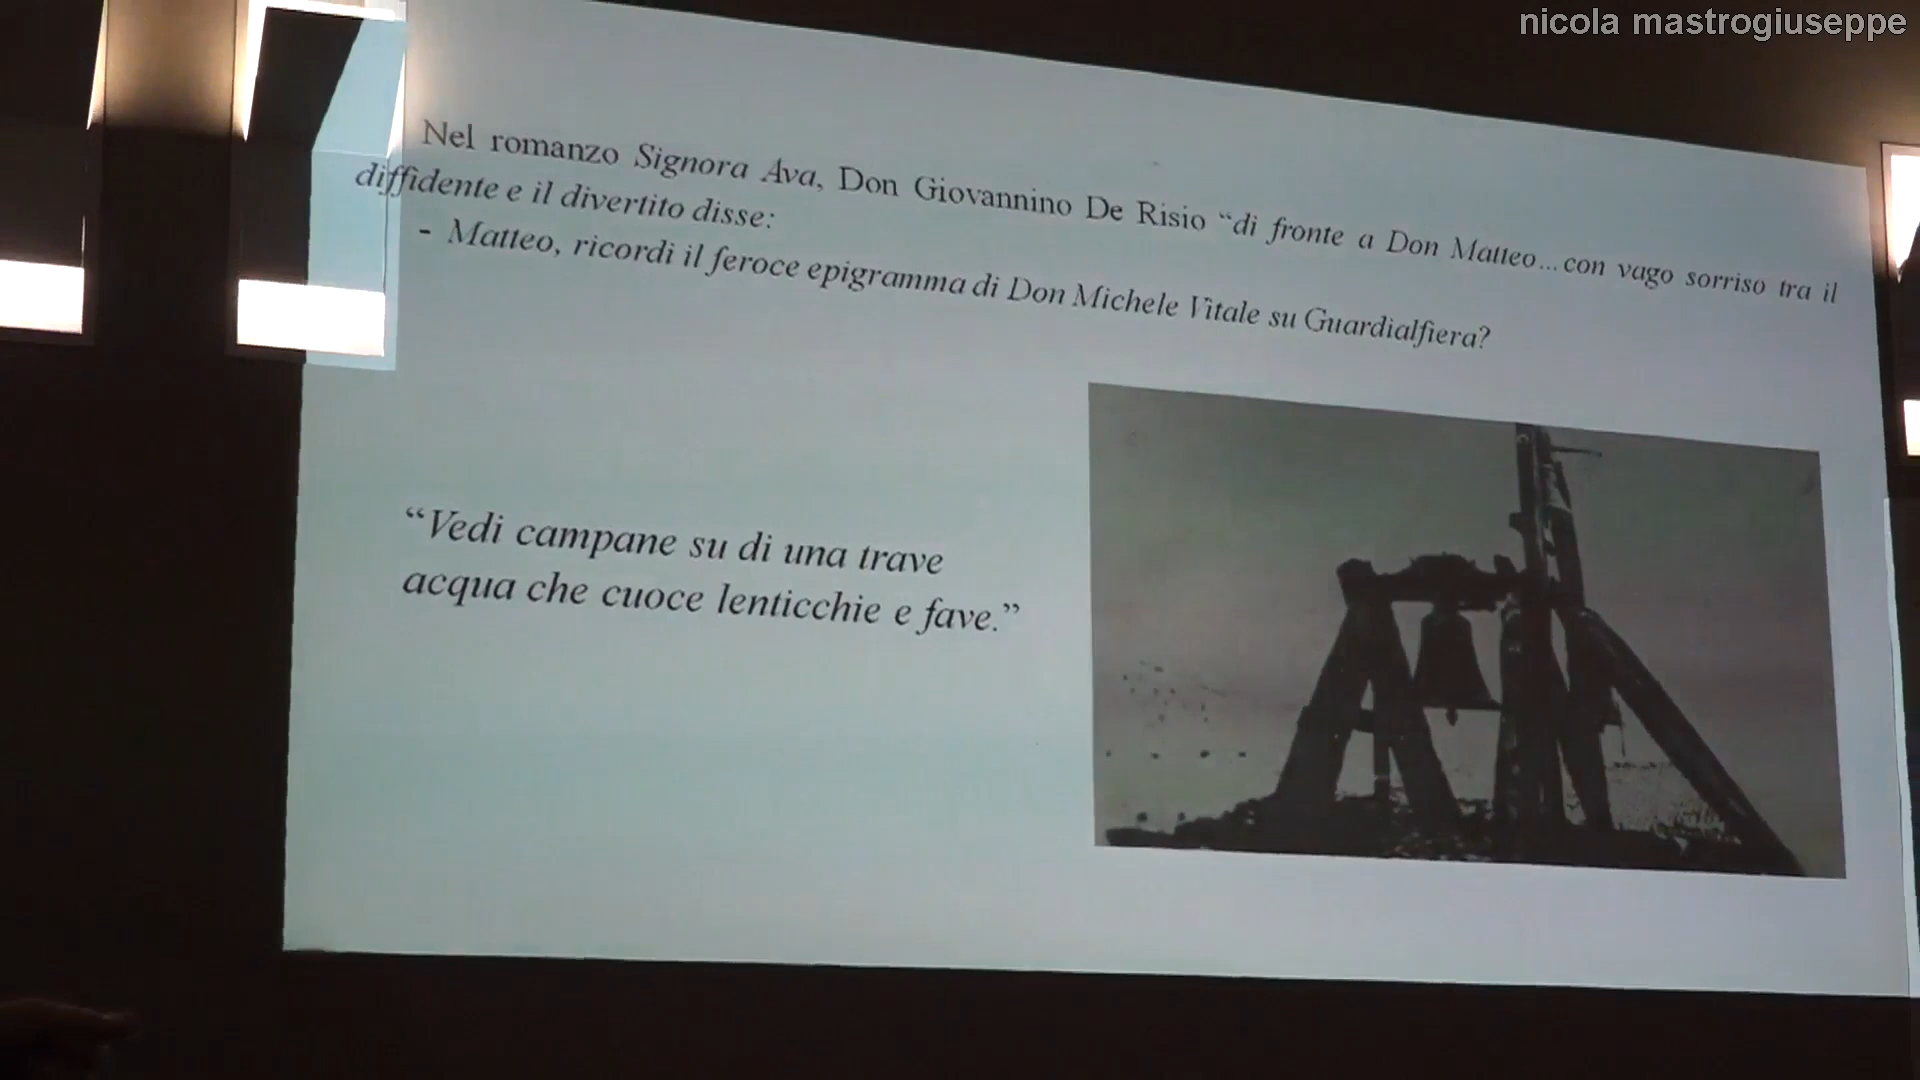 nicola mastrogiuseppe
Nel romanzo Signora Ava, Don Giovannino De Risio “di fronte a Don Matteo...con vago sorriso tra il
diffidente e il divertito disse:
- Matteo, ricordi il feroce epigramma di Don Michele Vitale su Guardialfiera?
“Vedi campane su di una trave
acqua che cuoce lenticchie e fave.”